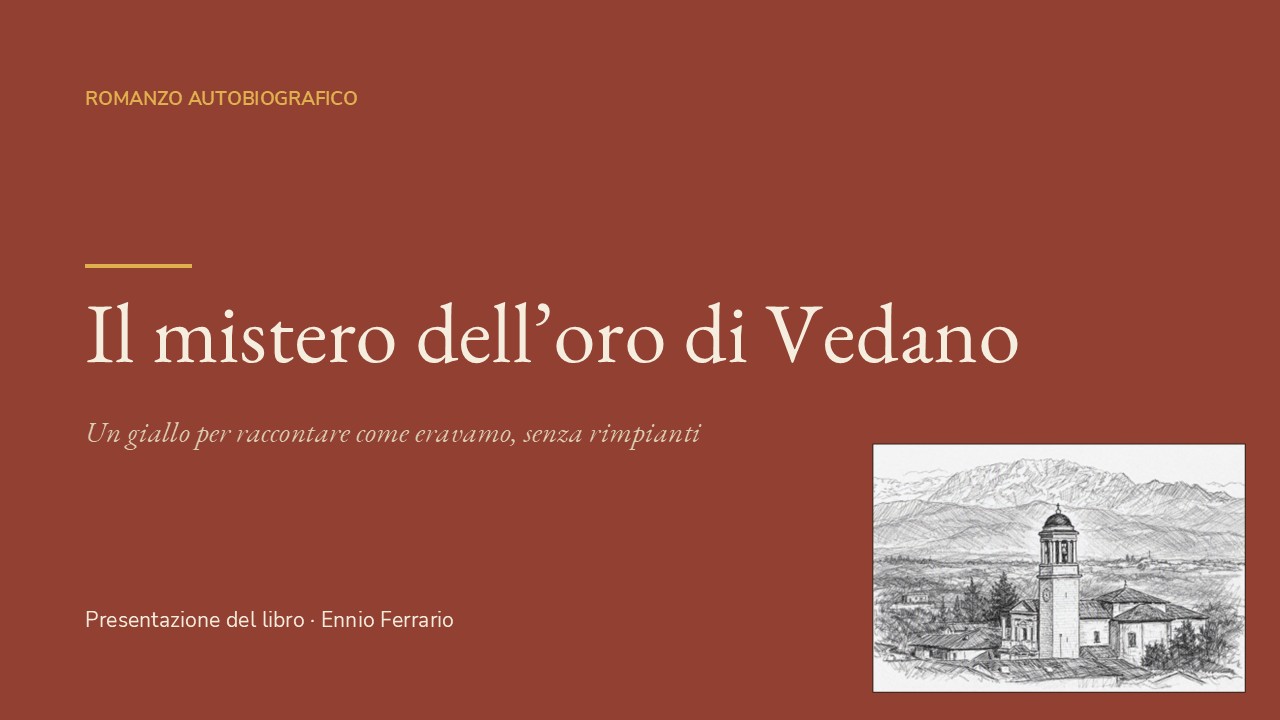 ROMANZO AUTOBIOGRAFICO
Il mistero dell’oro di Vedano
Un giallo per raccontare come eravamo, senza rimpianti
Presentazione del libro · Ennio Ferrario